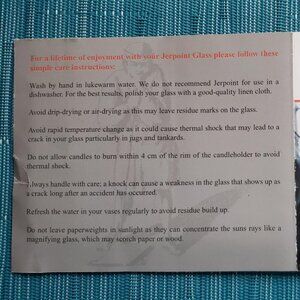 For a lifetime of enjoyment with your Jerpoint Glass please follow these
simple care instructions:
Wash by hand in lukewarm water. We do not recommend Jerpoint for use in a
dishwasher. For the best results, polish your glass with a good-quality linen cloth.
Avoid drip-drying or air-drying as this may leave residue marks on the glass.
Avoid rapid temperature change as it could cause thermal shock that may lead to a
crack in your glass particularly in jugs and tankards.
Do not allow candles to burn within 4 cm of the rim of the candleholder to avoid
thermal shock.
Always handle with care; a knock can cause a weakness in the glass that shows up as
a crack long after an accident has occurred.
Refresh the water in your vases regularly to avoid residue build up.
Do not leave paperweights in sunlight as they can concentrate the suns rays like a
magnifying glass, which may scorch paper or wood.